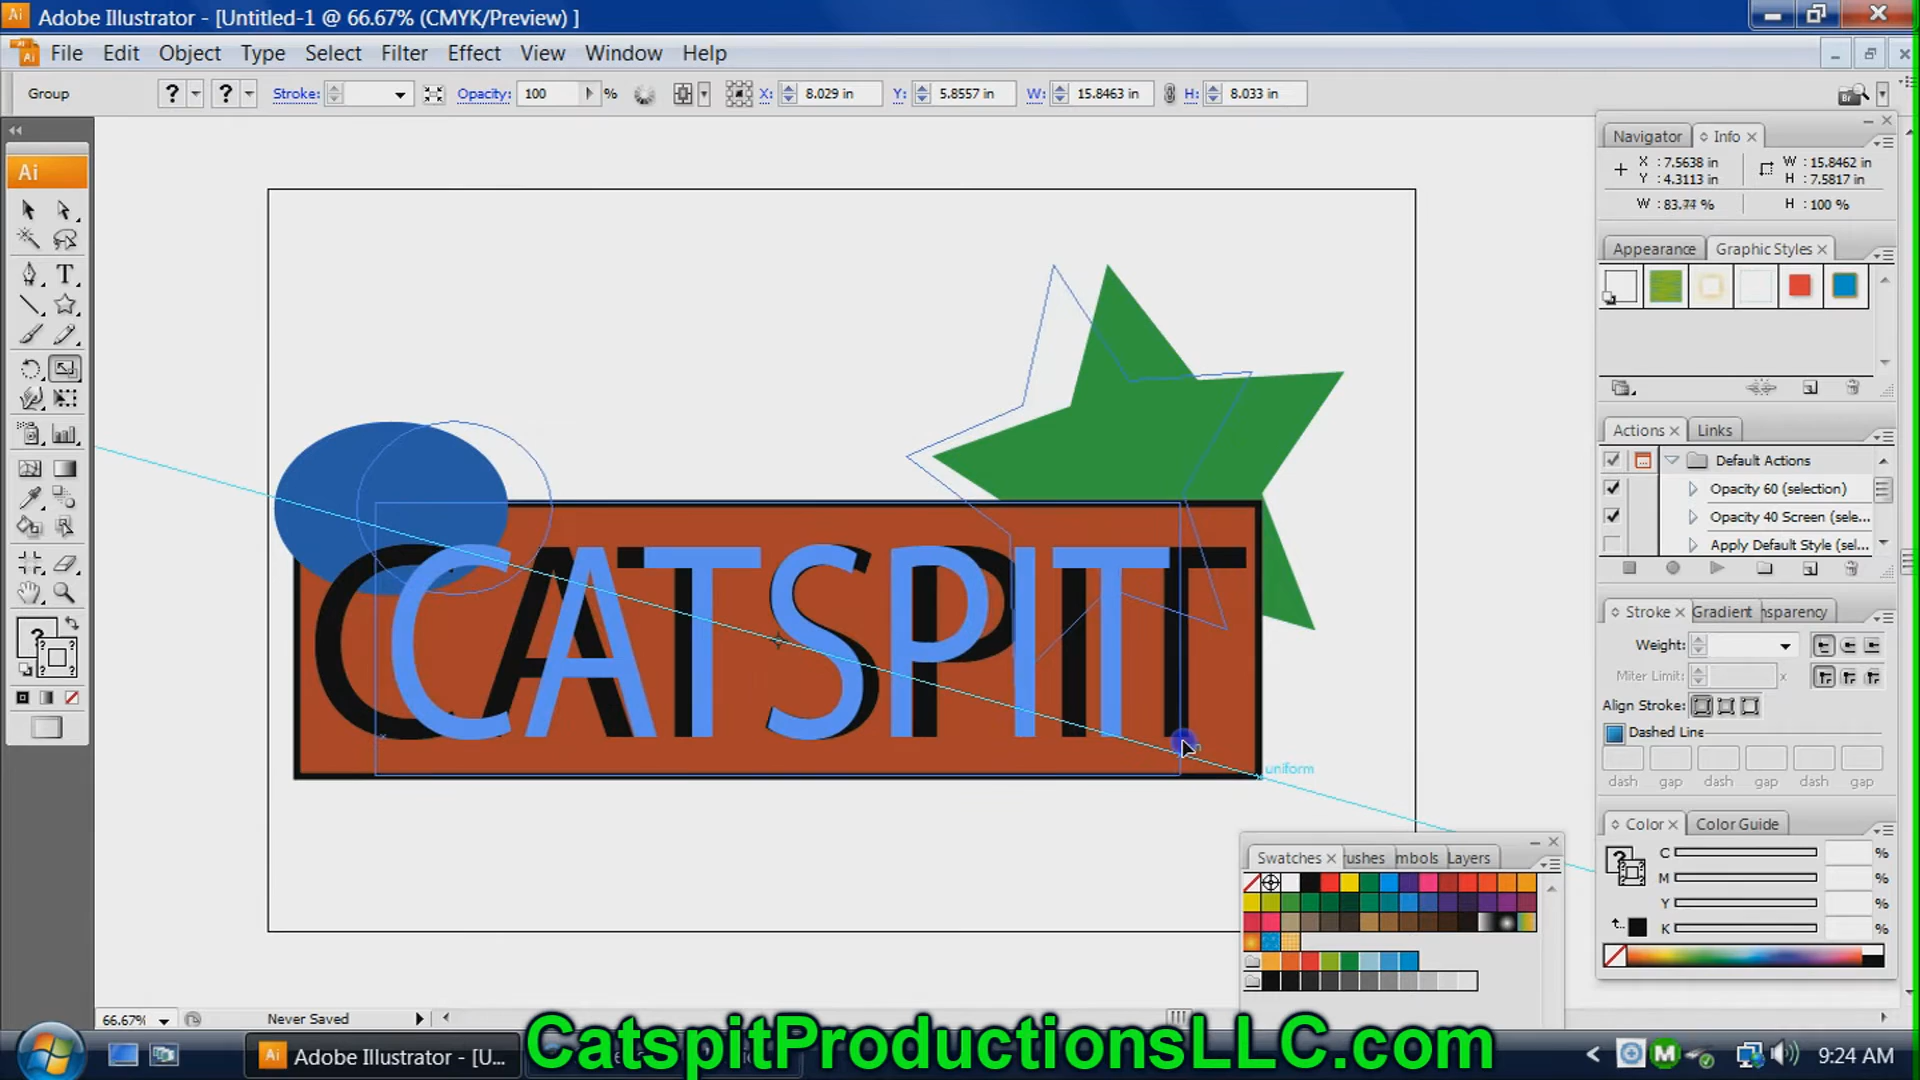 Adobe Illustrator - [Untitled-1 @ 66.67% (CMYK/Preview) ]
File Edit Object Type Select Filter Effect View Window Help
Group ? ? Stroke: Opacity: 100 % X: 8.029 in Y: 5.8557 in W: 15.8463 in H: 8.033 in
Navigator Info
X : 7.5638 in W : 15.8462 in
Y : 4.3113 in H : 7.5817 in
W : 83.74 % H : 100 %
Ai
Appearance Graphic Styles
Actions Links
Default Actions
Opacity 60 (selection)
Opacity 40 Screen (sele...
Apply Default Style (sel...
CATSPIT
CATSPIT
uniform
Stroke Gradient nsparency
Weight:
Miter Limit: x
Align Stroke:
Dashed Line
dash gap dash gap dash gap
Color Color Guide
C %
M %
Y %
K %
Swatches rushes mbols Layers
66.67% Never Saved
Adobe Illustrator - [U...
CatspitProductionsLLC.com
9:24 AM